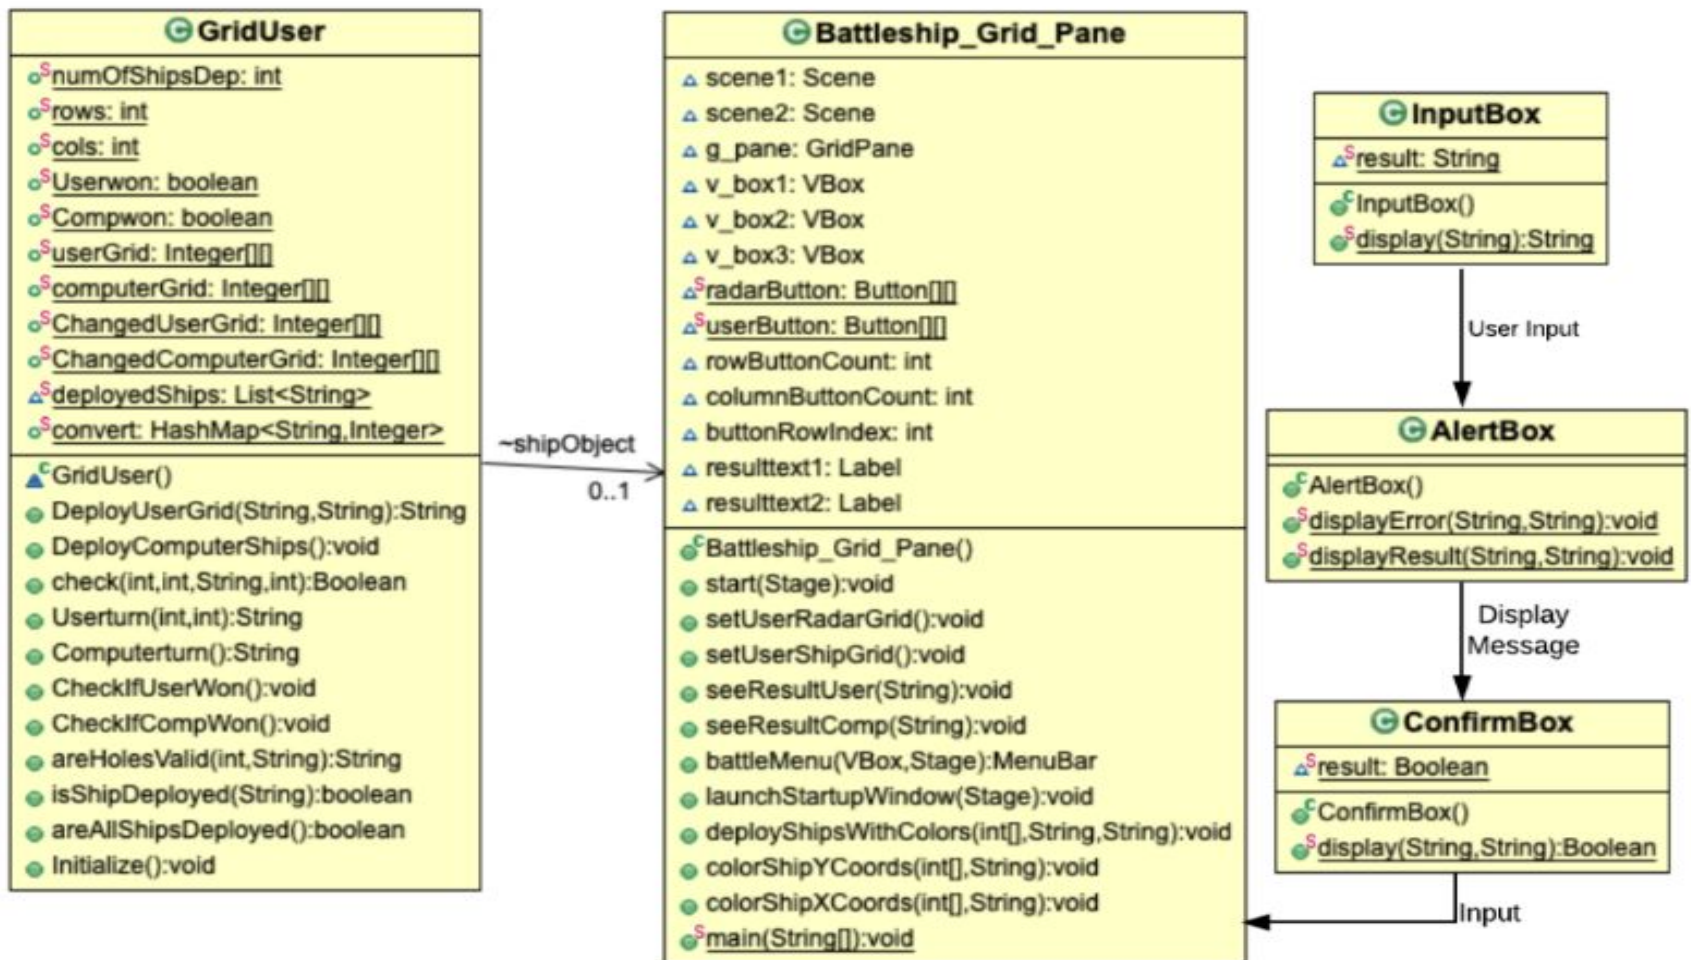 GridUser
numOfShipsDep: int
rows: int
cols: int
Userwon: boolean
Compwon: boolean
userGrid: Integer[][]
computerGrid: Integer[][]
ChangedUserGrid: Integer[][]
ChangedComputerGrid: Integer[][]
deployedShips: List<String>
convert: HashMap<String,Integer>
GridUser()
DeployUserGrid(String,String):String
DeployComputerShips():void
check(int,int,String,int):Boolean
Userturn(int,int):String
Computerturn():String
CheckIfUserWon():void
CheckIfCompWon():void
areHolesValid(int,String):String
isShipDeployed(String):boolean
areAllShipsDeployed():boolean
Initialize():void
~shipObject
0..1
Battleship_Grid_Pane
scene1: Scene
scene2: Scene
g_pane: GridPane
v_box1: VBox
v_box2: VBox
v_box3: VBox
radarButton: Button[][]
userButton: Button[][]
rowButtonCount: int
columnButtonCount: int
buttonRowIndex: int
resulttext1: Label
resulttext2: Label
Battleship_Grid_Pane()
start(Stage):void
setUserRadarGrid():void
setUserShipGrid():void
seeResultUser(String):void
seeResultComp(String):void
battleMenu(VBox,Stage):MenuBar
launchStartupWindow(Stage):void
deployShipsWithColors(int[],String,String):void
colorShipYCoords(int[],String):void
colorShipXCoords(int[],String):void
main(String[]):void
InputBox
result: String
InputBox()
display(String):String
User Input
AlertBox
AlertBox()
displayError(String,String):void
displayResult(String,String):void
Display
Message
ConfirmBox
result: Boolean
ConfirmBox()
display(String,String):Boolean
Input